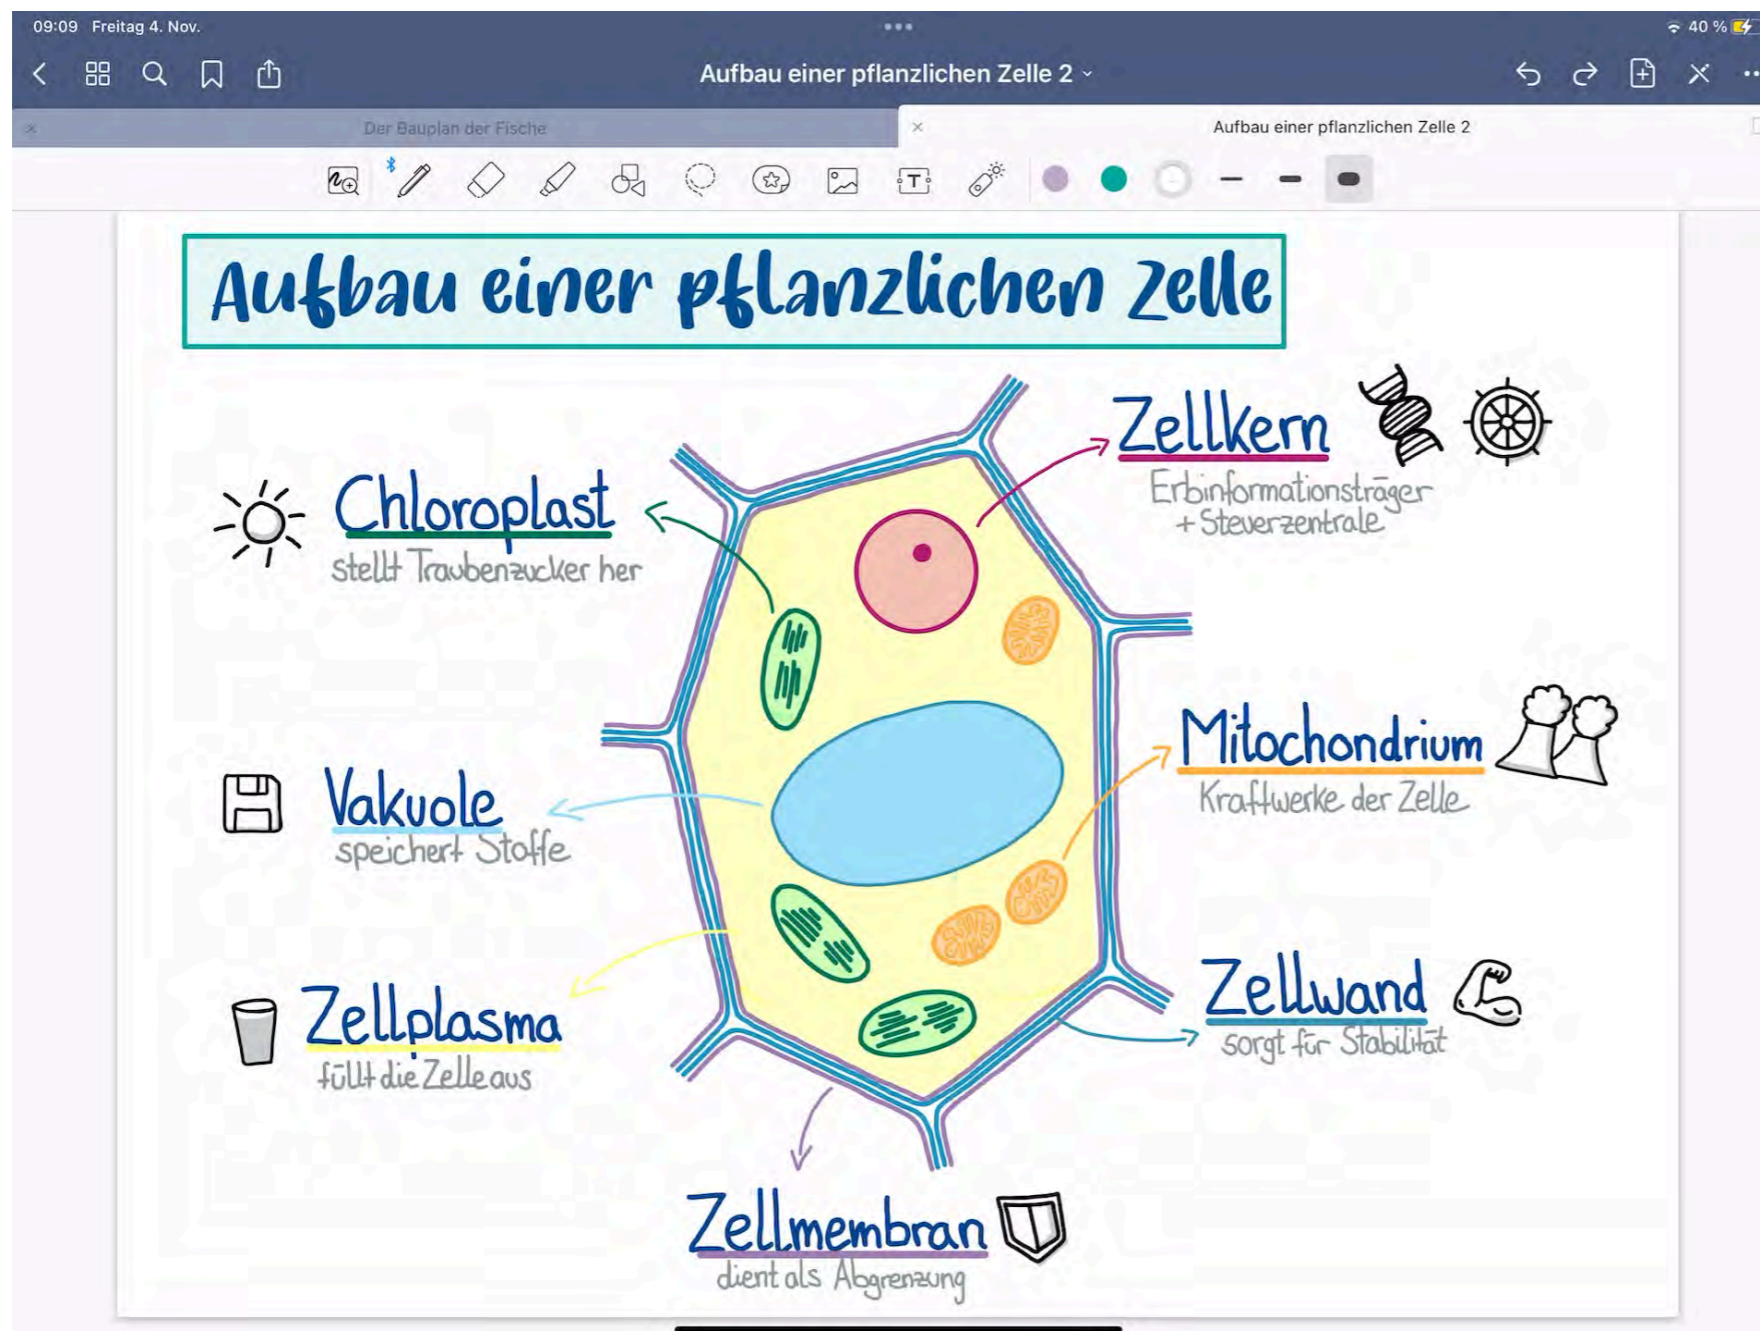 09:09 Freitag 4. Nov.
40 %
Aufbau einer pflanzlichen Zelle 2
Der Bauplan der Fische
Aufbau einer pflanzlichen Zelle 2
T
Aufbau einer pflanzlichen Zelle
Zellkern
Erbinformationsträger
+ Steuerzentrale
Chloroplast
stellt Traubenzucker her
Mitochondrium
Kraftwerke der Zelle
Vakuole
speichert Stoffe
Zellwand
sorgt für Stabilität
Zellplasma
füllt die Zelle aus
Zellmembran
dient als Abgrenzung